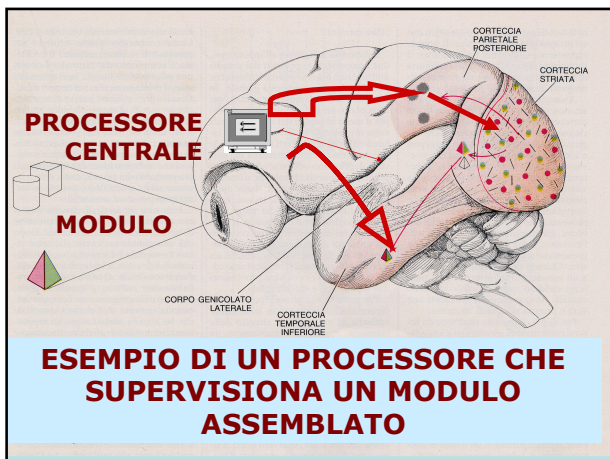 CORTECCIA
PARIETALE
POSTERIORE
CORTECCIA
STRIATA
PROCESSORE
CENTRALE
MODULO
CORPO GENICOLATO
LATERALE
CORTECCIA
TEMPORALE
INFERIORE
ESEMPIO DI UN PROCESSORE CHE
SUPERVISIONA UN MODULO
ASSEMBLATO